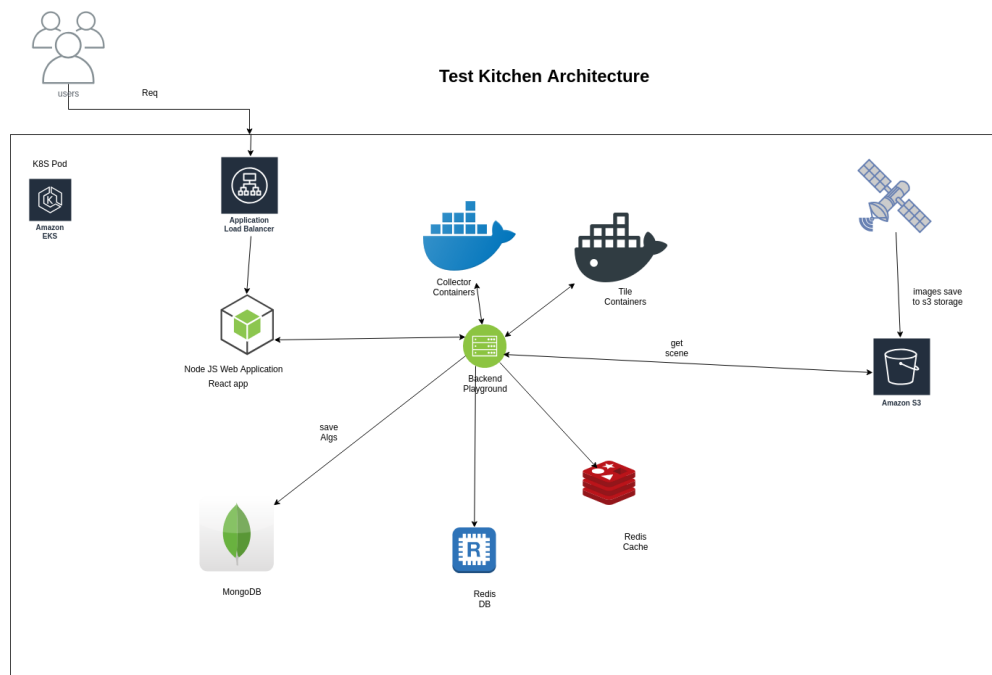 Test Kitchen Architecture
users
Req
K8S Pod
Amazon
EKS
Application
Load Balancer
Collector
Containers
Tile
Containers
images save
to s3 storage
Node JS Web Application
React app
Backend
Playground
get
scene
Amazon S3
save
Algs
MongoDB
R
Redis
DB
Redis
Cache
K